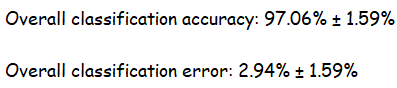 Overall classification accuracy: 97.06% ± 1.59%
Overall classification error: 2.94% ± 1.59%